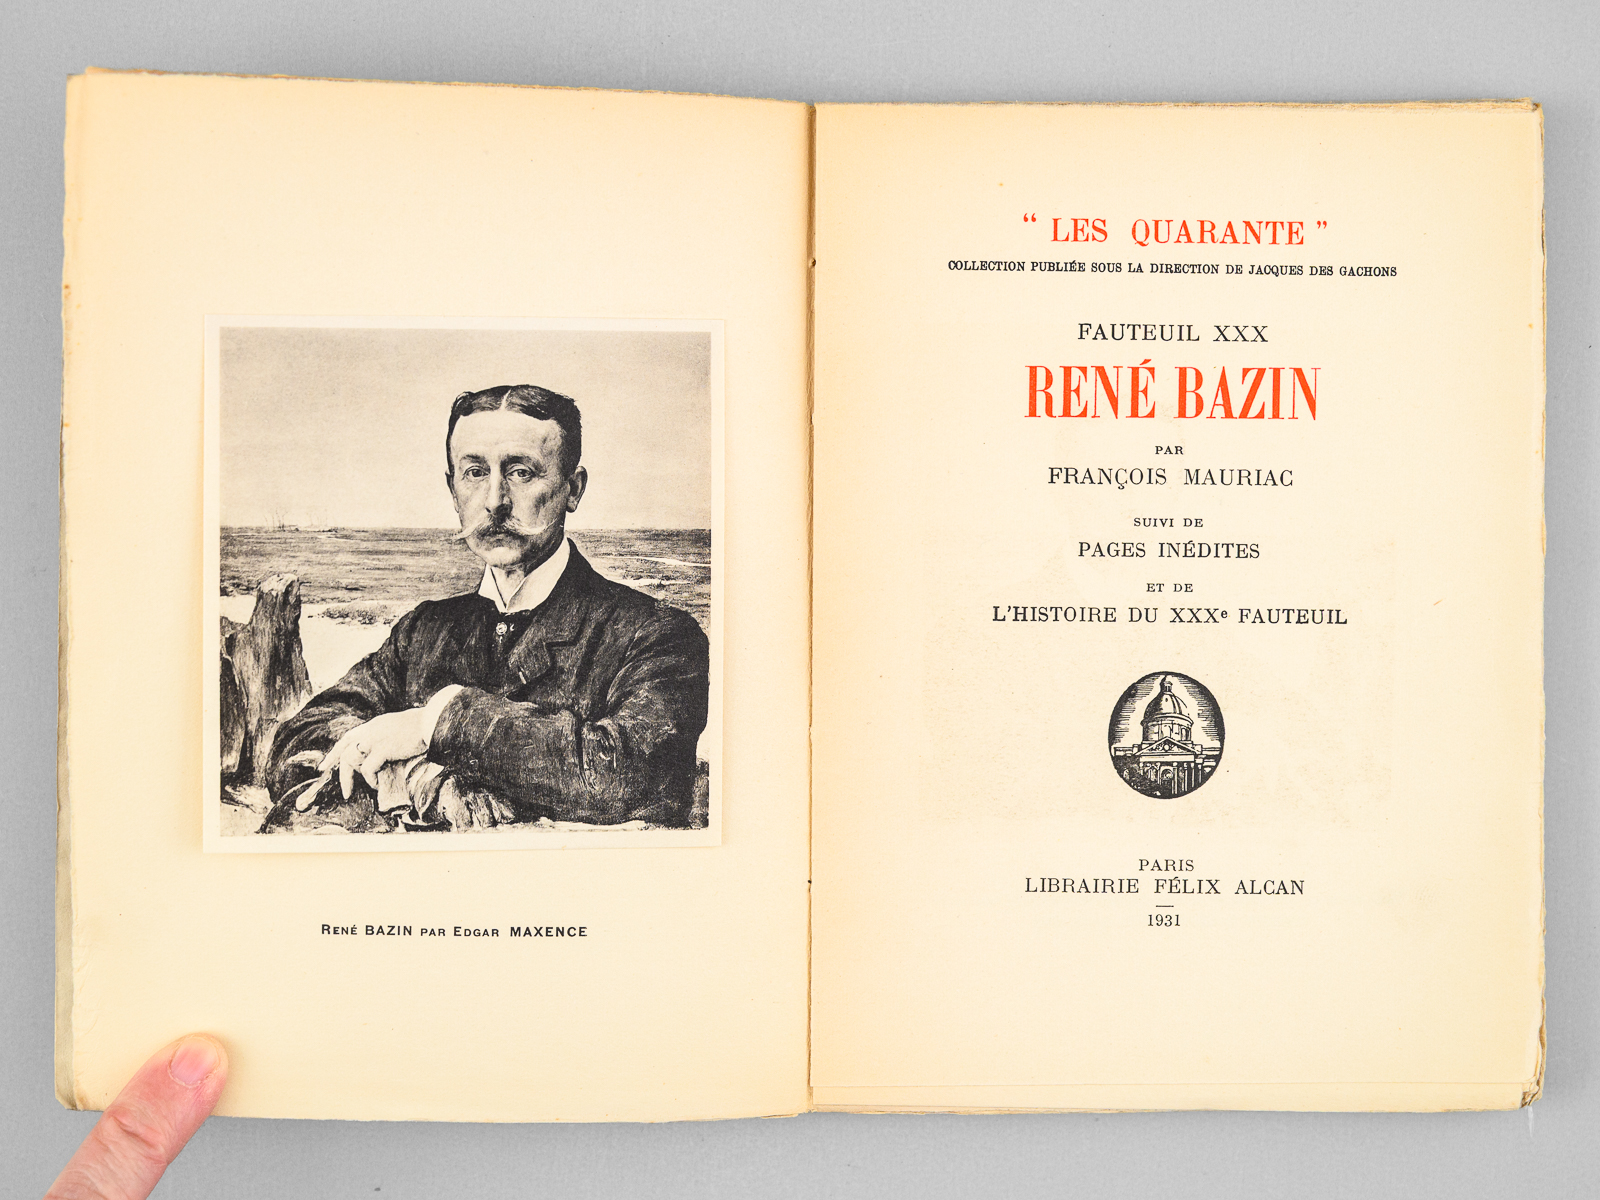 René BAZIN par Edgar MAXENCE
“ LES QUARANTE ”
COLLECTION PUBLIÉE SOUS LA DIRECTION DE JACQUES DES GACHONS
FAUTEUIL XXX
RENÉ BAZIN
PAR
FRANÇOIS MAURIAC
SUIVI DE
PAGES INÉDITES
ET DE
L'HISTOIRE DU XXXe FAUTEUIL
PARIS
LIBRAIRIE FÉLIX ALCAN
1931